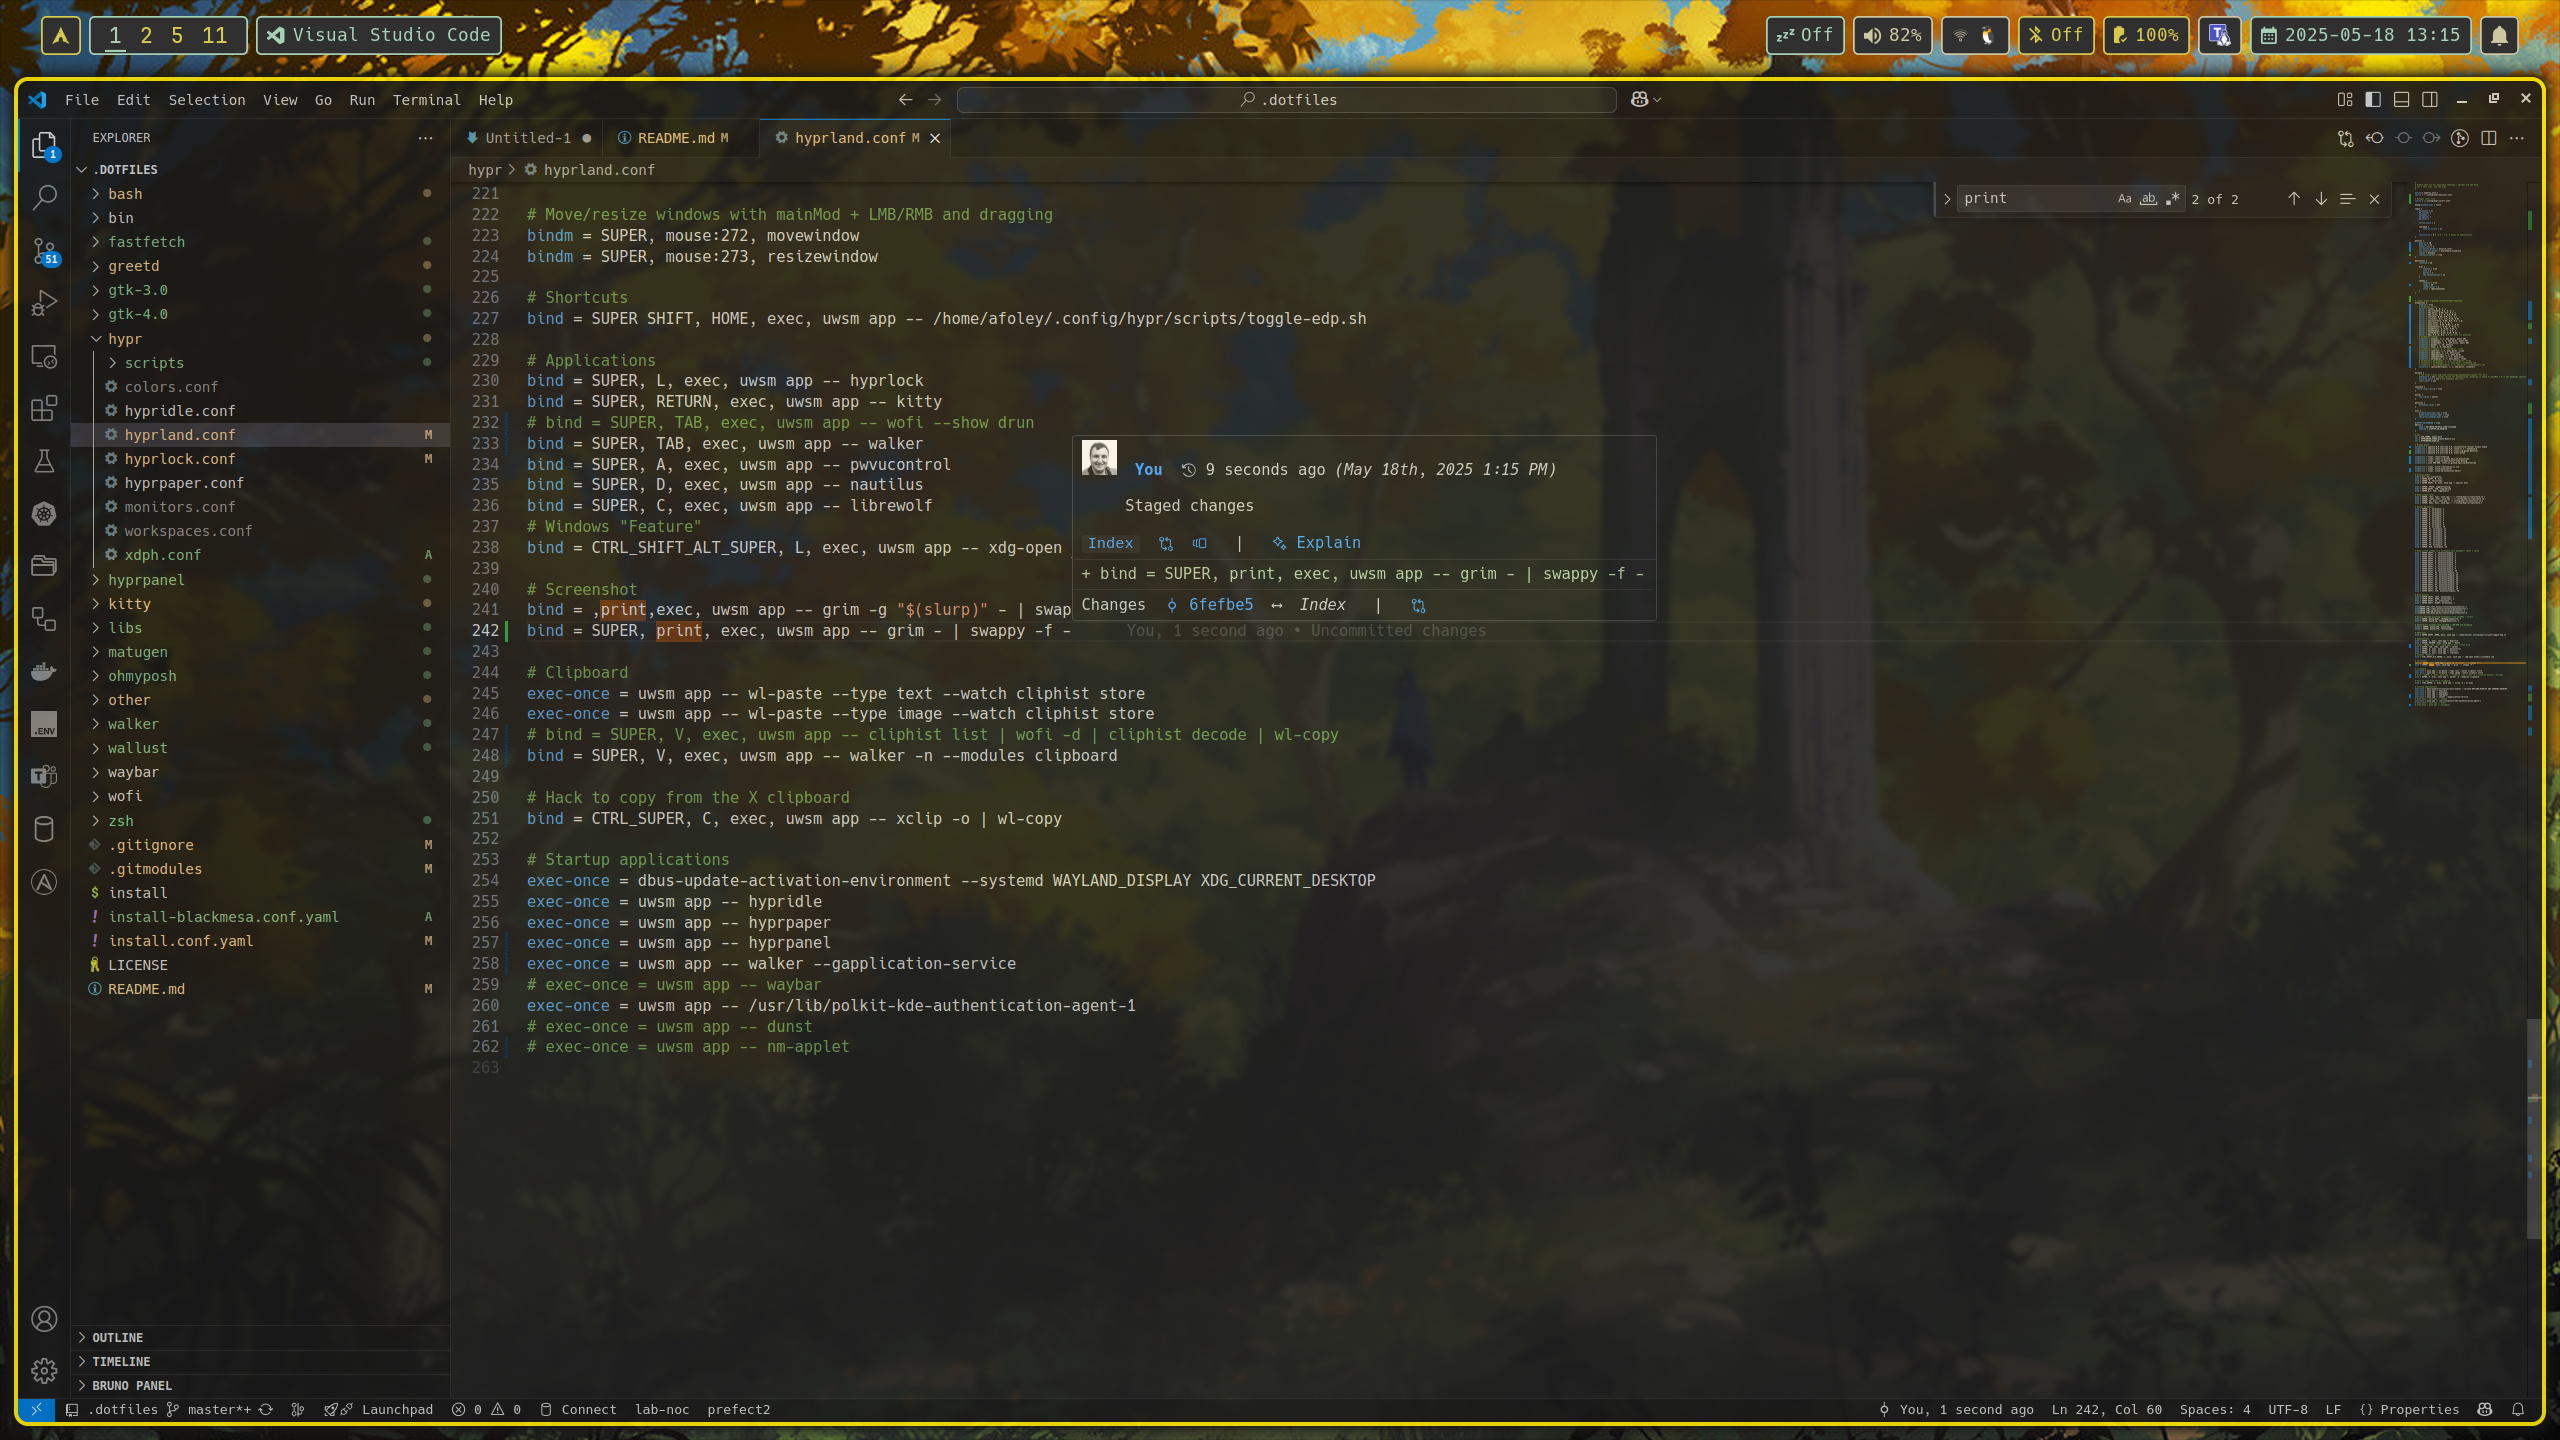 1 2 5 11
Visual Studio Code
zzz Off
82%
Off
100%
2025-05-18 13:15
File Edit Selection View Go Run Terminal Help
.dotfiles
EXPLORER
Untitled-1
README.md M
hyprland.conf M
1
hypr > hyprland.conf
print
Aa ab
2 of 2
.DOTFILES
bash
bin
fastfetch
greetd
gtk-3.0
gtk-4.0
hypr
scripts
colors.conf
hypridle.conf
hyprland.conf M
hyprlock.conf M
hyprpaper.conf
monitors.conf
workspaces.conf
xdph.conf A
hyprpanel
kitty
libs
matugen
ohmyposh
other
walker
wallust
waybar
wofi
zsh
.gitignore M
.gitmodules M
install
install-blackmesa.conf.yaml A
install.conf.yaml M
LICENSE
README.md M
51
.ENV
221
222 # Move/resize windows with mainMod + LMB/RMB and dragging
223 bindm = SUPER, mouse:272, movewindow
224 bindm = SUPER, mouse:273, resizewindow
225
226 # Shortcuts
227 bind = SUPER SHIFT, HOME, exec, uwsm app -- /home/afoley/.config/hypr/scripts/toggle-edp.sh
228
229 # Applications
230 bind = SUPER, L, exec, uwsm app -- hyprlock
231 bind = SUPER, RETURN, exec, uwsm app -- kitty
232 # bind = SUPER, TAB, exec, uwsm app -- wofi --show drun
233 bind = SUPER, TAB, exec, uwsm app -- walker
234 bind = SUPER, A, exec, uwsm app -- pwvucontrol
235 bind = SUPER, D, exec, uwsm app -- nautilus
236 bind = SUPER, C, exec, uwsm app -- librewolf
237 # Windows "Feature"
238 bind = CTRL_SHIFT_ALT_SUPER, L, exec, uwsm app -- xdg-open
239
240 # Screenshot
241 bind = ,print,exec, uwsm app -- grim -g "$(slurp)" - | swap
242 bind = SUPER, print, exec, uwsm app -- grim - | swappy -f - You, 1 second ago • Uncommitted changes
243
244 # Clipboard
245 exec-once = uwsm app -- wl-paste --type text --watch cliphist store
246 exec-once = uwsm app -- wl-paste --type image --watch cliphist store
247 # bind = SUPER, V, exec, uwsm app -- cliphist list | wofi -d | cliphist decode | wl-copy
248 bind = SUPER, V, exec, uwsm app -- walker -n --modules clipboard
249
250 # Hack to copy from the X clipboard
251 bind = CTRL_SUPER, C, exec, uwsm app -- xclip -o | wl-copy
252
253 # Startup applications
254 exec-once = dbus-update-activation-environment --systemd WAYLAND_DISPLAY XDG_CURRENT_DESKTOP
255 exec-once = uwsm app -- hypridle
256 exec-once = uwsm app -- hyprpaper
257 exec-once = uwsm app -- hyprpanel
258 exec-once = uwsm app -- walker --gapplication-service
259 # exec-once = uwsm app -- waybar
260 exec-once = uwsm app -- /usr/lib/polkit-kde-authentication-agent-1
261 # exec-once = uwsm app -- dunst
262 # exec-once = uwsm app -- nm-applet
263
You 9 seconds ago (May 18th, 2025 1:15 PM)
Staged changes
Index | Explain
+ bind = SUPER, print, exec, uwsm app -- grim - | swappy -f -
Changes 6fefbe5 ↔ Index |
OUTLINE
TIMELINE
BRUNO PANEL
.dotfiles master*+ Launchpad 0 0 Connect lab-noc prefect2
You, 1 second ago Ln 242, Col 60 Spaces: 4 UTF-8 LF {} Properties